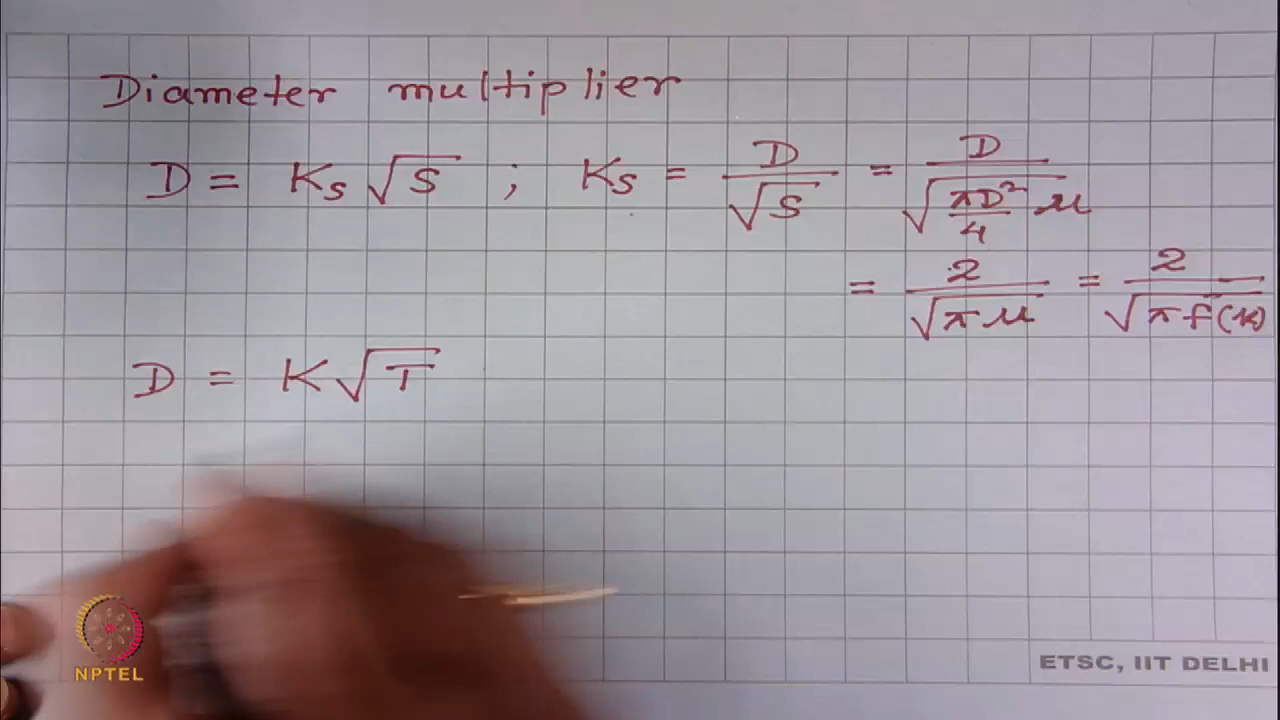 Diameter multiplier
D = Ks √S ; Ks = D/√S = D/√(πD²/4 μ)
= 2/√(πμ) = 2/√(π f(k))
D = K√T
NPTEL
ETSC, IIT DELHI